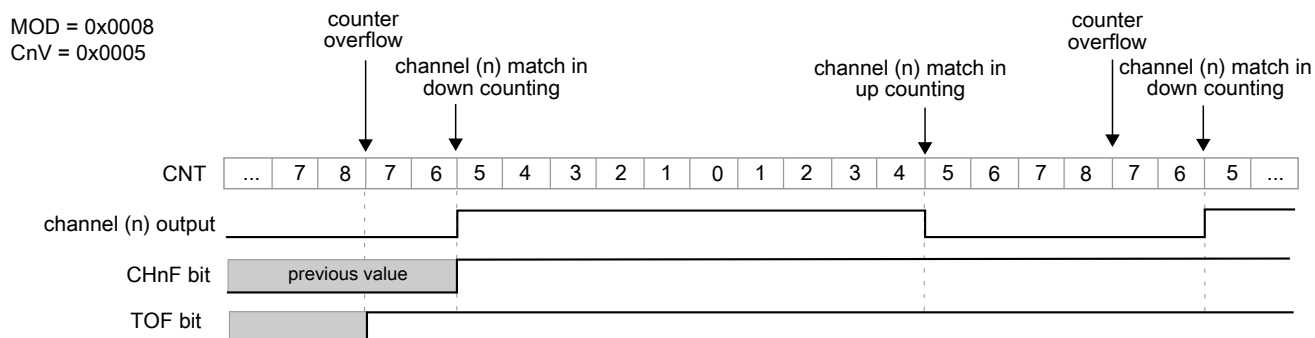 MOD = 0x0008
CnV = 0x0005
counter
overflow
channel (n) match in
down counting
channel (n) match in
up counting
counter
overflow
channel (n) match in
down counting
CNT ... 7 8 7 6 5 4 3 2 1 0 1 2 3 4 5 6 7 8 7 6 5 ...
channel (n) output
CHnF bit previous value
TOF bit